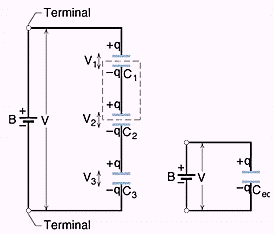 Terminal
+q
V₁
−q C₁
+
B V
−
+q
V₂
−q C₂
+q
V₃
−q C₃
Terminal
+
B V
−
+q
−q Ceq